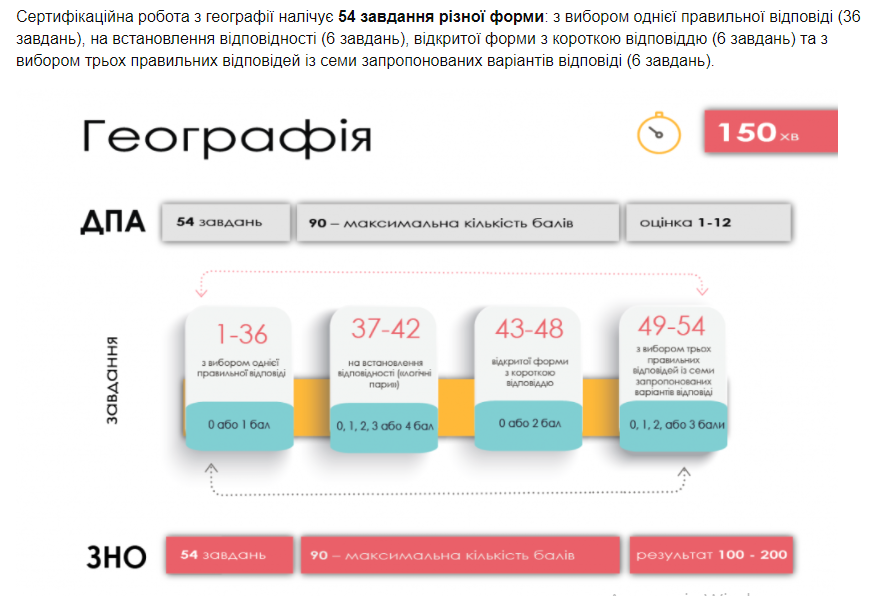 Сертифікаційна робота з географії налічує 54 завдання різної форми: з вибором однієї правильної відповіді (36
завдань), на встановлення відповідності (6 завдань), відкритої форми з короткою відповіддю (6 завдань) та з
вибором трьох правильних відповідей із семи запропонованих варіантів відповіді (6 завдань).
Географія
150 хв
ДПА
54 завдань
90 – максимальна кількість балів
оцінка 1-12
завдання
1-36
з вибором однієї
правильної відповіді
0 або 1 бал
37-42
на встановлення
відповідності («логічні
пари»)
0, 1, 2, 3 або 4 бал
43-48
відкритої форми
з короткою
відповіддю
0 або 2 бал
49-54
з вибором трьох
правильних
відповідей із семи
запропонованих
варіантів відповіді
0, 1, 2, або 3 бали
ЗНО
54 завдань
90 – максимальна кількість балів
результат 100 - 200